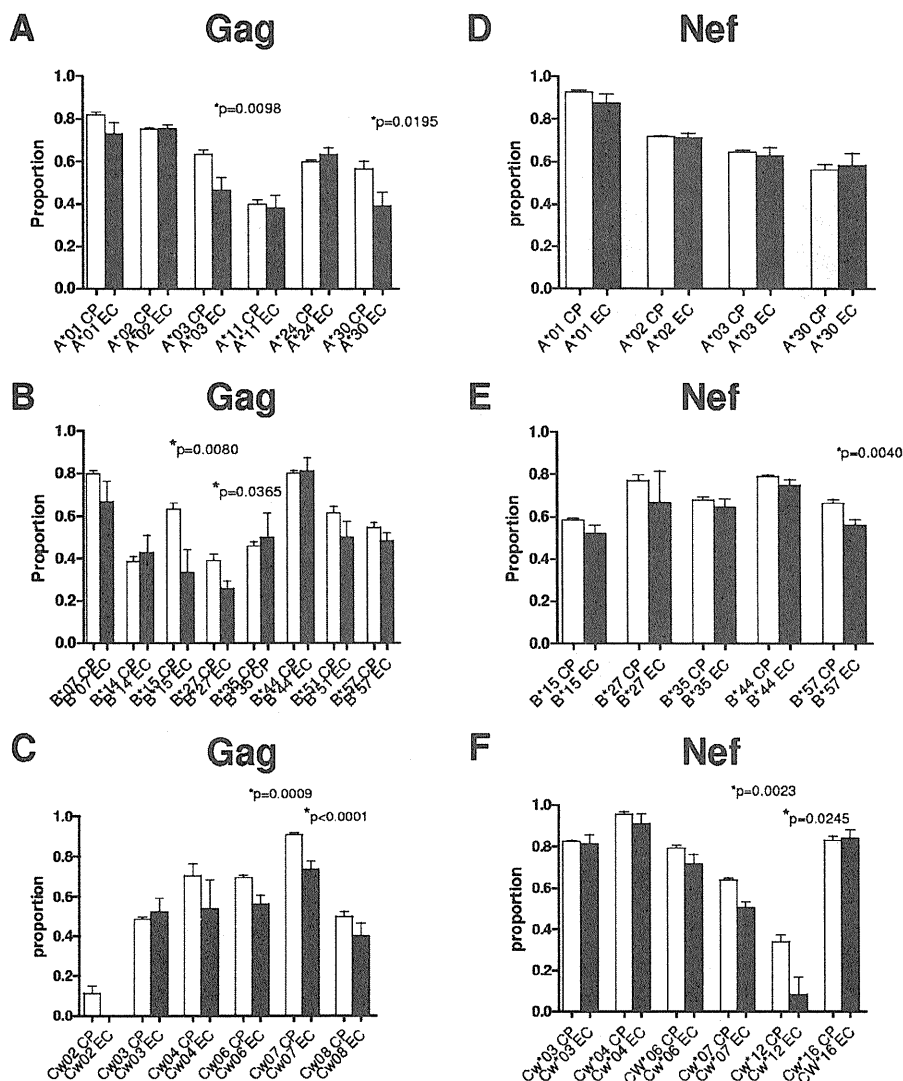 A Gag
Proportion
1.0
0.8
0.6
0.4
0.2
0.0
*p=0.0098
*p=0.0195
A*01 CP
A*01 EC
A*02 CP
A*02 EC
A*03 CP
A*03 EC
A*11 CP
A*11 EC
A*24 CP
A*24 EC
A*30 CP
A*30 EC
D Nef
proportion
1.0
0.8
0.6
0.4
0.2
0.0
A*01 CP
A*01 EC
A*02 CP
A*02 EC
A*03 CP
A*03 EC
A*30 CP
A*30 EC
B Gag
Proportion
1.0
0.8
0.6
0.4
0.2
0.0
*p=0.0080
*p=0.0365
B*07 CP
B*07 EC
B*14 CP
B*14 EC
B*15 CP
B*15 EC
B*27 CP
B*27 EC
B*35 CP
B*35 CP
B*44 CP
B*44 EC
B*51 CP
B*51 EC
B*57 CP
B*57 EC
E Nef
Proportion
1.0
0.8
0.6
0.4
0.2
0.0
*p=0.0040
B*15 CP
B*15 EC
B*27 CP
B*27 EC
B*35 CP
B*35 EC
B*44 CP
B*44 EC
B*57 CP
B*57 EC
C Gag
proportion
1.0
0.8
0.6
0.4
0.2
0.0
*p=0.0009
*p<0.0001
Cw02 CP
Cw02 EC
Cw03 CP
Cw03 EC
Cw04 CP
Cw04 EC
Cw06 CP
Cw06 EC
Cw07 CP
Cw07 EC
Cw08 CP
Cw08 EC
F Nef
proportion
1.0
0.8
0.6
0.4
0.2
0.0
*p=0.0023
*p=0.0245
Cw*03 CP
Cw*03 EC
Cw*04 CP
Cw*04 EC
Cw*06 CP
Cw*06 EC
Cw*07 CP
Cw*07 EC
Cw*12 CP
Cw*12 EC
Cw*16 CP
CW*16 EC